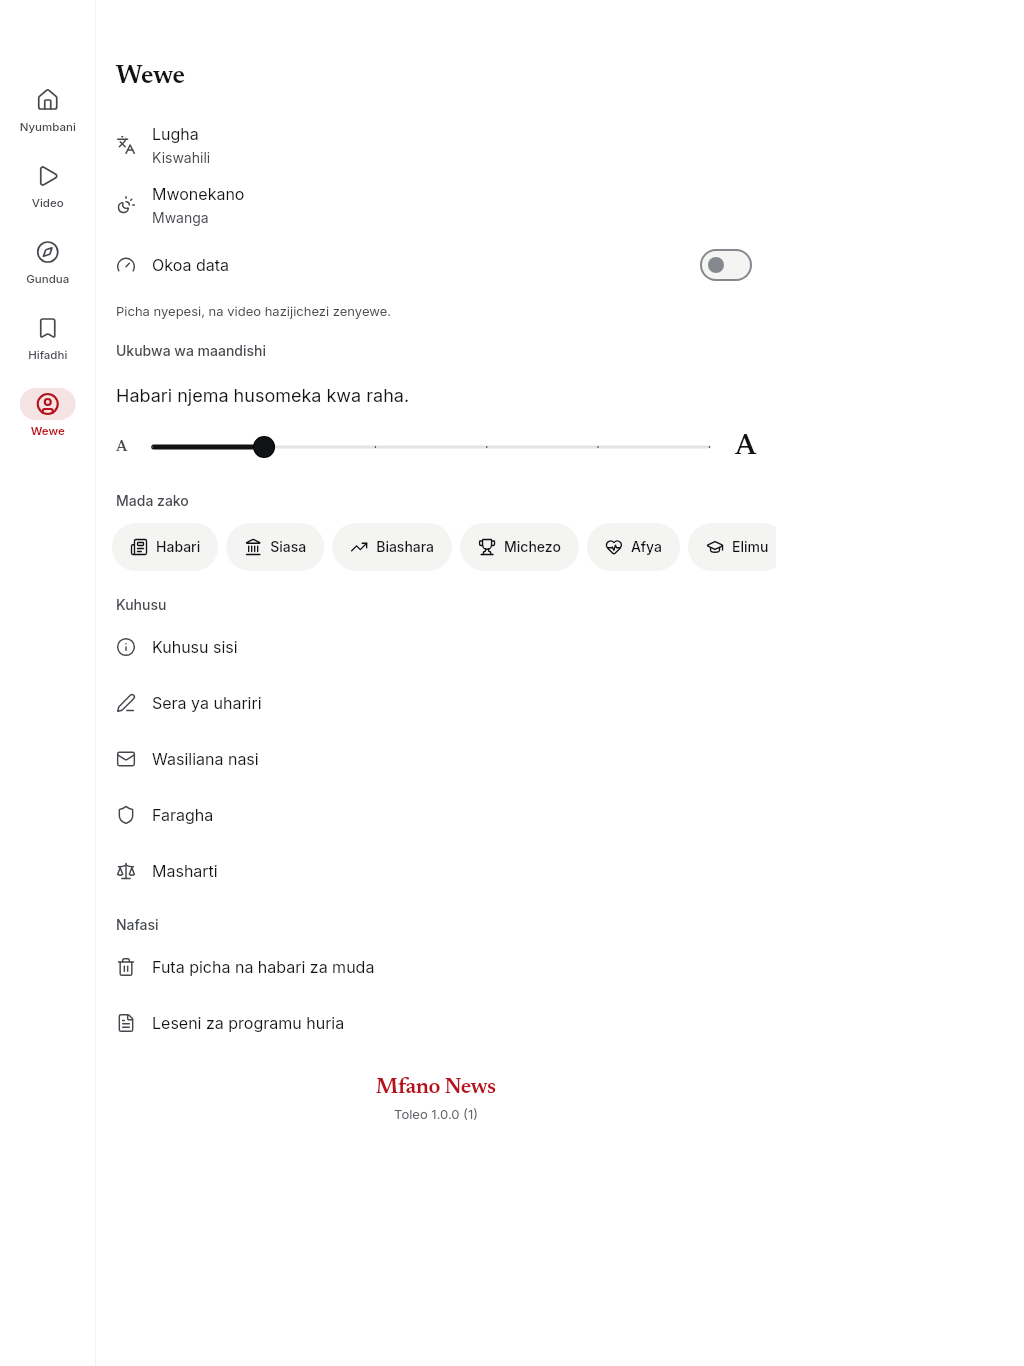 Wewe
Nyumbani
Video
Gundua
Hifadhi
Wewe
Lugha
Kiswahili
Mwonekano
Mwanga
Okoa data
Picha nyepesi, na video hazijichezi zenyewe.
Ukubwa wa maandishi
Habari njema husomeka kwa raha.
A A
Mada zako
Habari Siasa Biashara Michezo Afya Elimu
Kuhusu
Kuhusu sisi
Sera ya uhariri
Wasiliana nasi
Faragha
Masharti
Nafasi
Futa picha na habari za muda
Leseni za programu huria
Mfano News
Toleo 1.0.0 (1)